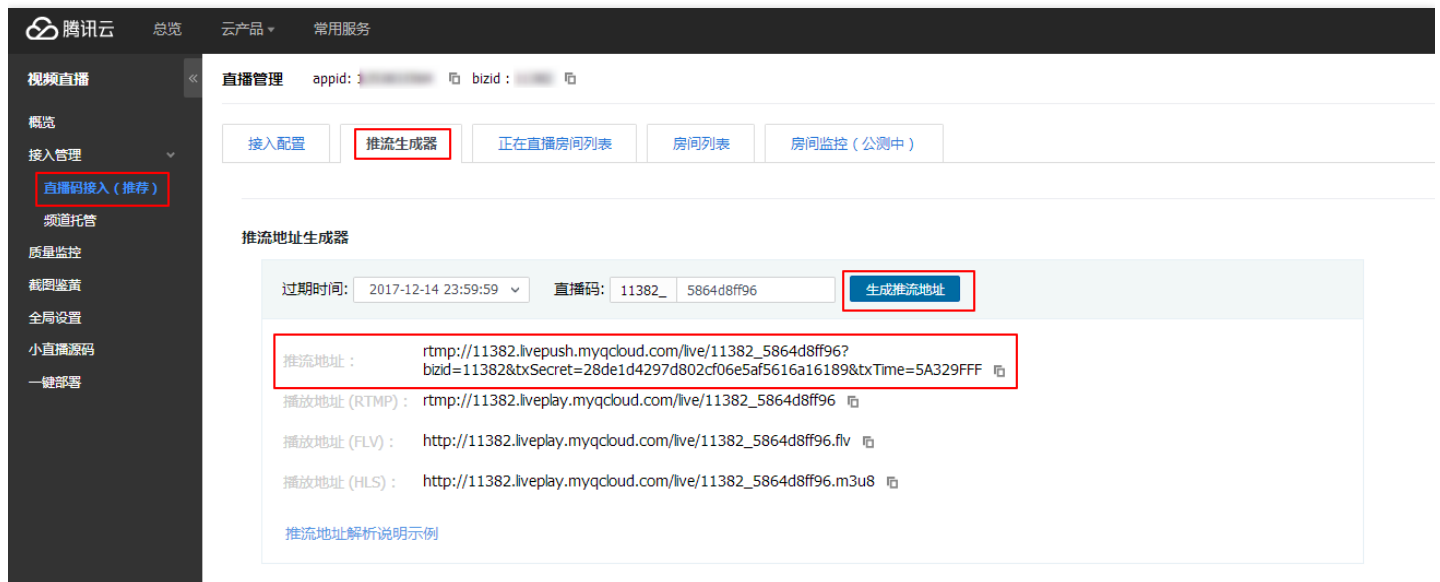 腾讯云 总览 云产品 常用服务
视频直播 « 直播管理 appid: 1 bizid :
概览
接入管理
直播码接入（推荐）
频道托管
质量监控
截图鉴黄
全局设置
小直播源码
一键部署
接入配置 推流生成器 正在直播房间列表 房间列表 房间监控（公测中）
推流地址生成器
过期时间: 2017-12-14 23:59:59 直播码: 11382_ 5864d8ff96 生成推流地址
推流地址： rtmp://11382.livepush.myqcloud.com/live/11382_5864d8ff96?
bizid=11382&txSecret=28de1d4297d802cf06e5af5616a16189&txTime=5A329FFF
播放地址 (RTMP)： rtmp://11382.liveplay.myqcloud.com/live/11382_5864d8ff96
播放地址 (FLV)： http://11382.liveplay.myqcloud.com/live/11382_5864d8ff96.flv
播放地址 (HLS)： http://11382.liveplay.myqcloud.com/live/11382_5864d8ff96.m3u8
推流地址解析说明示例